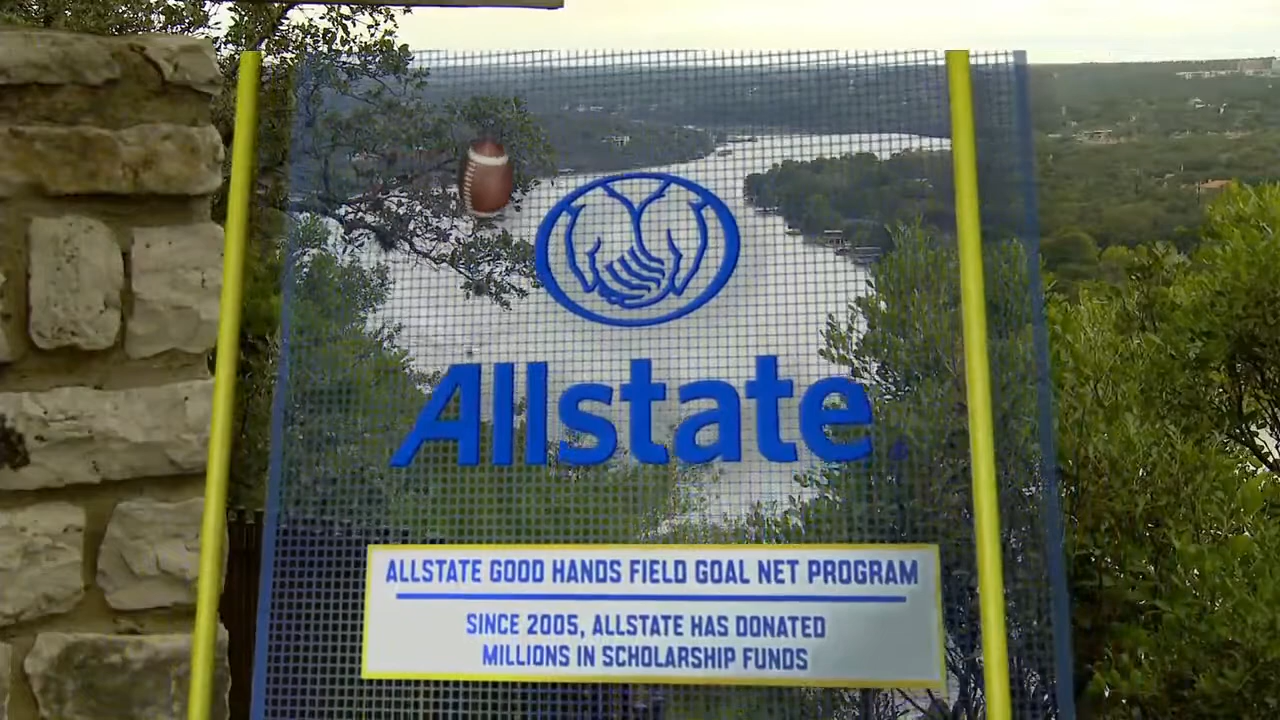 Allstate.
ALLSTATE GOOD HANDS FIELD GOAL NET PROGRAM
SINCE 2005, ALLSTATE HAS DONATED
MILLIONS IN SCHOLARSHIP FUNDS